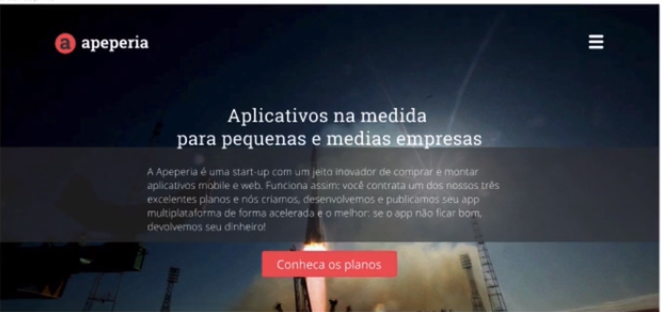 a apeperia
Aplicativos na medida
para pequenas e medias empresas
A Apeperia é uma start-up com um jeito inovador de comprar e montar
aplicativos mobile e web. Funciona assim: você contrata um dos nossos três
excelentes planos e nós criamos, desenvolvemos e publicamos seu app
multiplataforma de forma acelerada e o melhor: se o app não ficar bom,
devolvemos seu dinheiro!
Conheca os planos